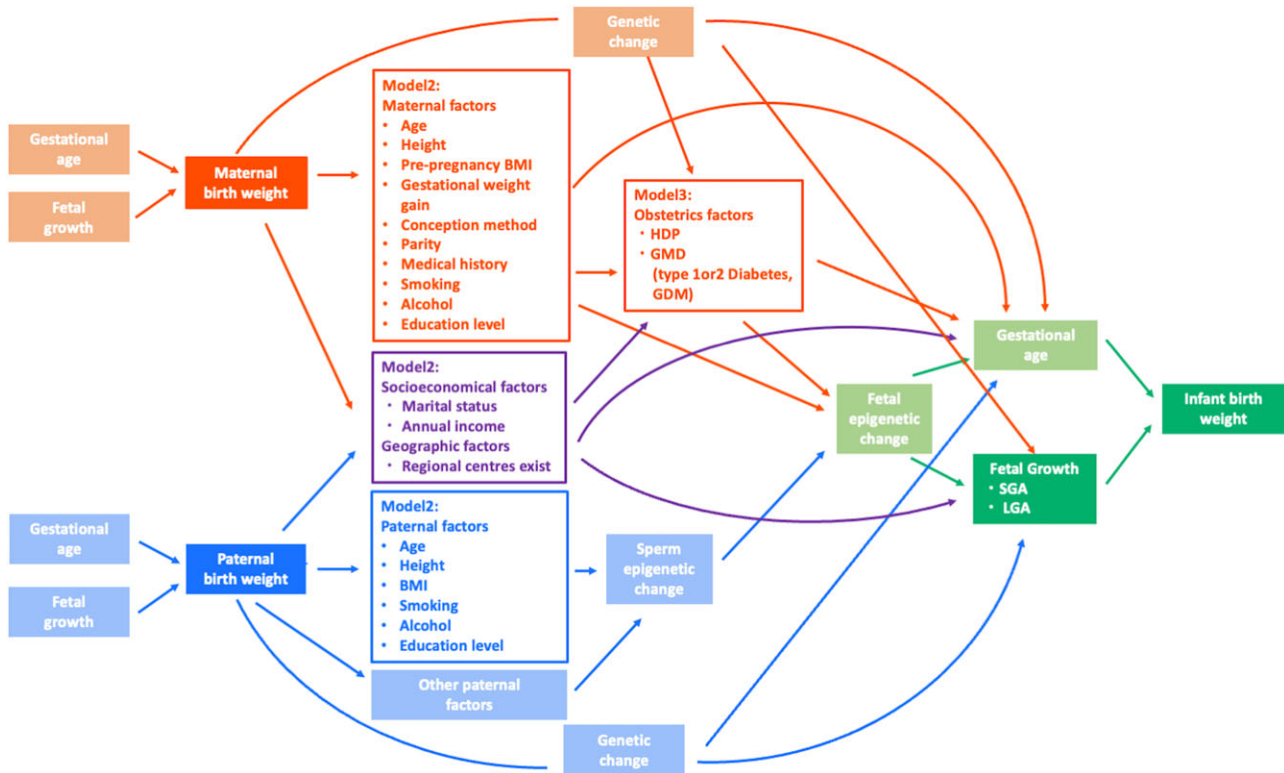 Genetic
change
Gestational
age
Fetal
growth
Maternal
birth weight
Model2:
Maternal factors
• Age
• Height
• Pre-pregnancy BMI
• Gestational weight
gain
• Conception method
• Parity
• Medical history
• Smoking
• Alcohol
• Education level
Model3:
Obstetrics factors
・HDP
・GMD
(type 1or2 Diabetes,
GDM)
Model2:
Socioeconomical factors
• Marital status
• Annual income
Geographic factors
• Regional centres exist
Gestational
age
Fetal
epigenetic
change
Infant birth
weight
Fetal Growth
・SGA
・LGA
Gestational
age
Fetal
growth
Paternal
birth weight
Model2:
Paternal factors
• Age
• Height
• BMI
• Smoking
• Alcohol
• Education level
Sperm
epigenetic
change
Other paternal
factors
Genetic
change